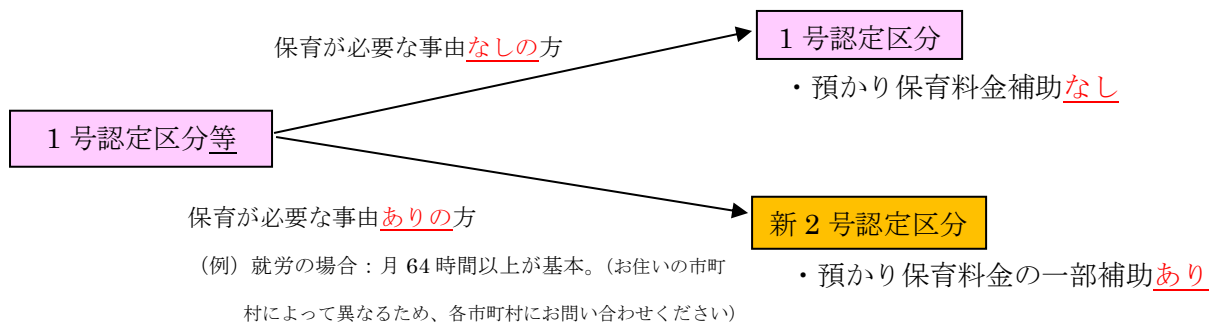 保育が必要な事由なしの方
1号認定区分
・預かり保育料金補助なし
1号認定区分等
保育が必要な事由ありの方
新2号認定区分
（例）就労の場合：月64時間以上が基本。（お住いの市町
村によって異なるため、各市町村にお問い合わせください）
・預かり保育料金の一部補助あり